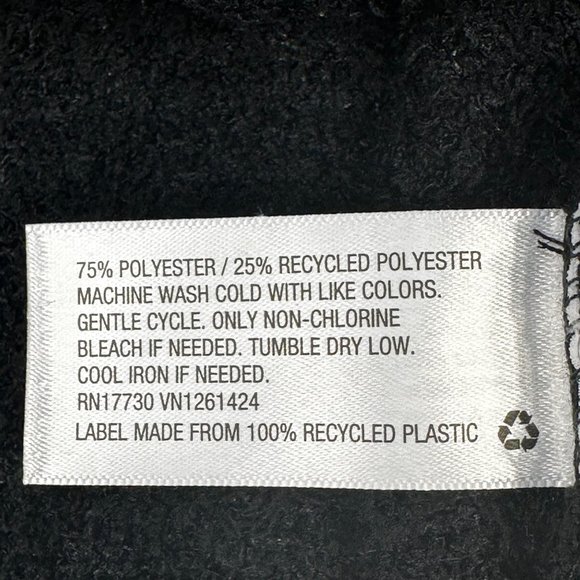 75% POLYESTER / 25% RECYCLED POLYESTER
MACHINE WASH COLD WITH LIKE COLORS.
GENTLE CYCLE. ONLY NON-CHLORINE
BLEACH IF NEEDED. TUMBLE DRY LOW.
COOL IRON IF NEEDED.
RN17730 VN1261424
LABEL MADE FROM 100% RECYCLED PLASTIC